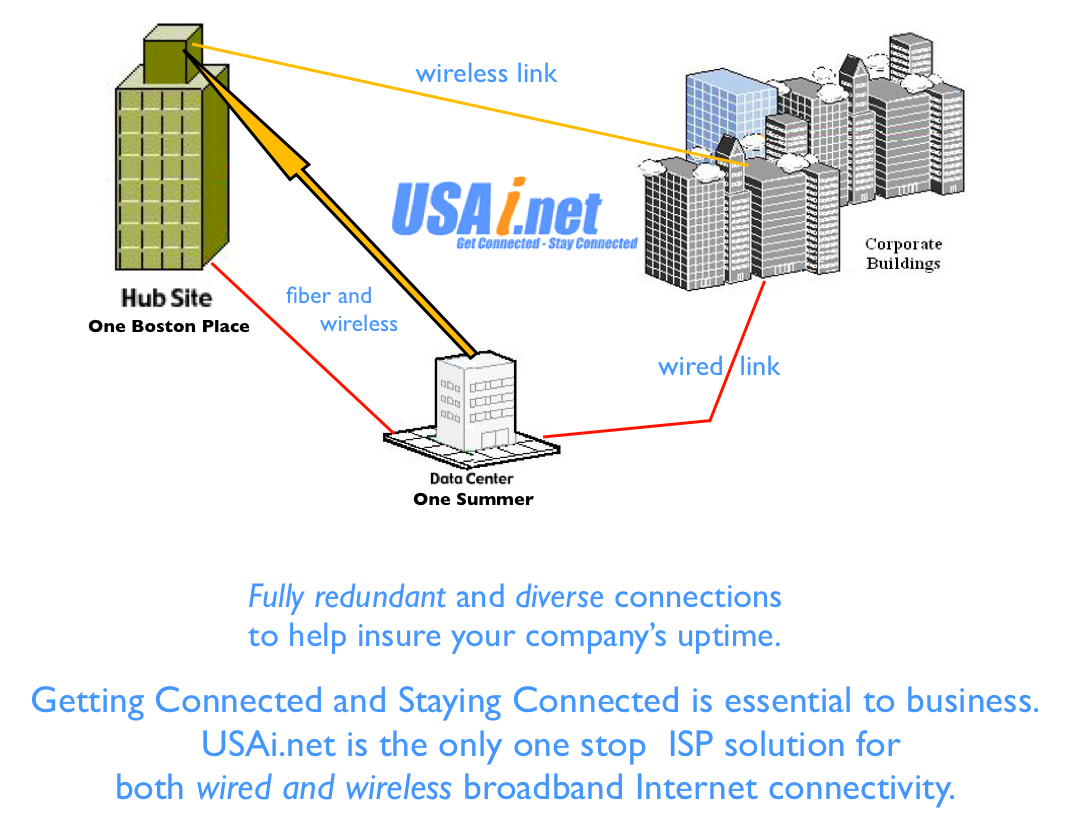 wireless link
USAi.net
Get Connected - Stay Connected
Corporate
Buildings
Hub Site
One Boston Place
fiber and
wireless
wired link
Data Center
One Summer
Fully redundant and diverse connections
to help insure your company's uptime.
Getting Connected and Staying Connected is essential to business.
USAi.net is the only one stop ISP solution for
both wired and wireless broadband Internet connectivity.